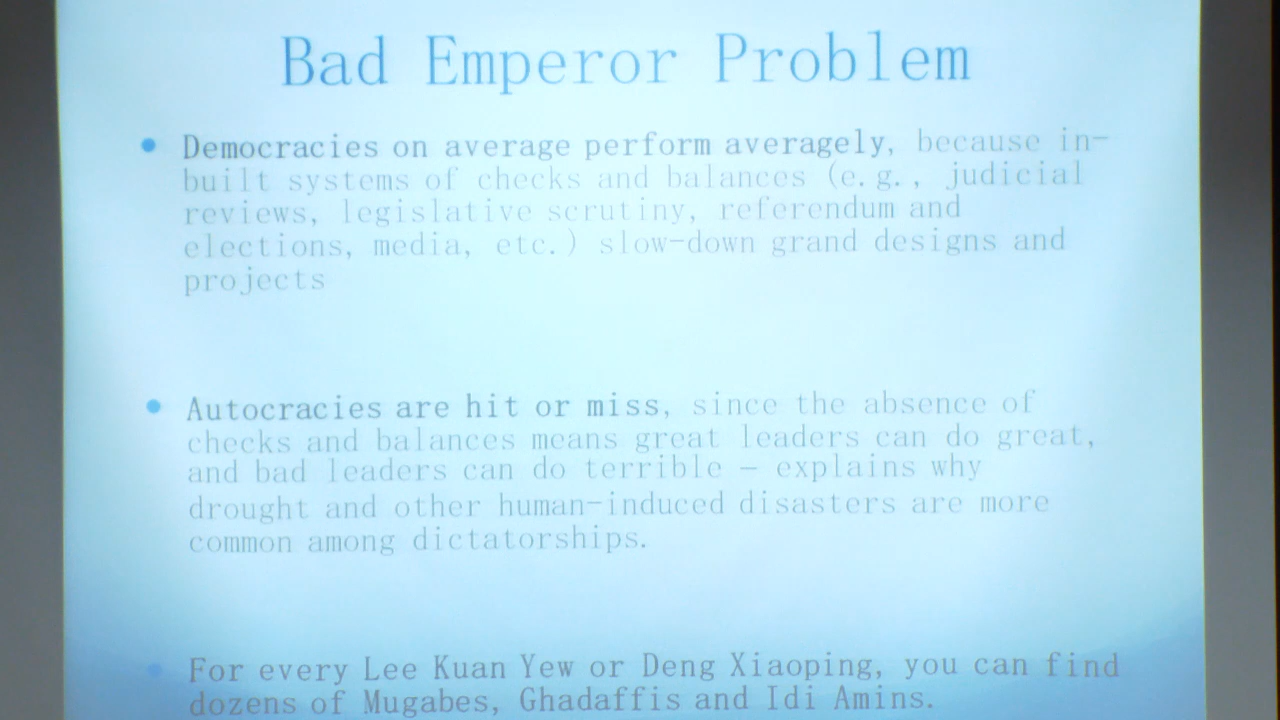 Bad Emperor Problem
• Democracies on average perform averagely, because in-
built systems of checks and balances (e.g., judicial
reviews, legislative scrutiny, referendum and
elections, media, etc.) slow-down grand designs and
projects
• Autocracies are hit or miss, since the absence of
checks and balances means great leaders can do great,
and bad leaders can do terrible – explains why
drought and other human-induced disasters are more
common among dictatorships.
• For every Lee Kuan Yew or Deng Xiaoping, you can find
dozens of Mugabes, Ghadaffis and Idi Amins.